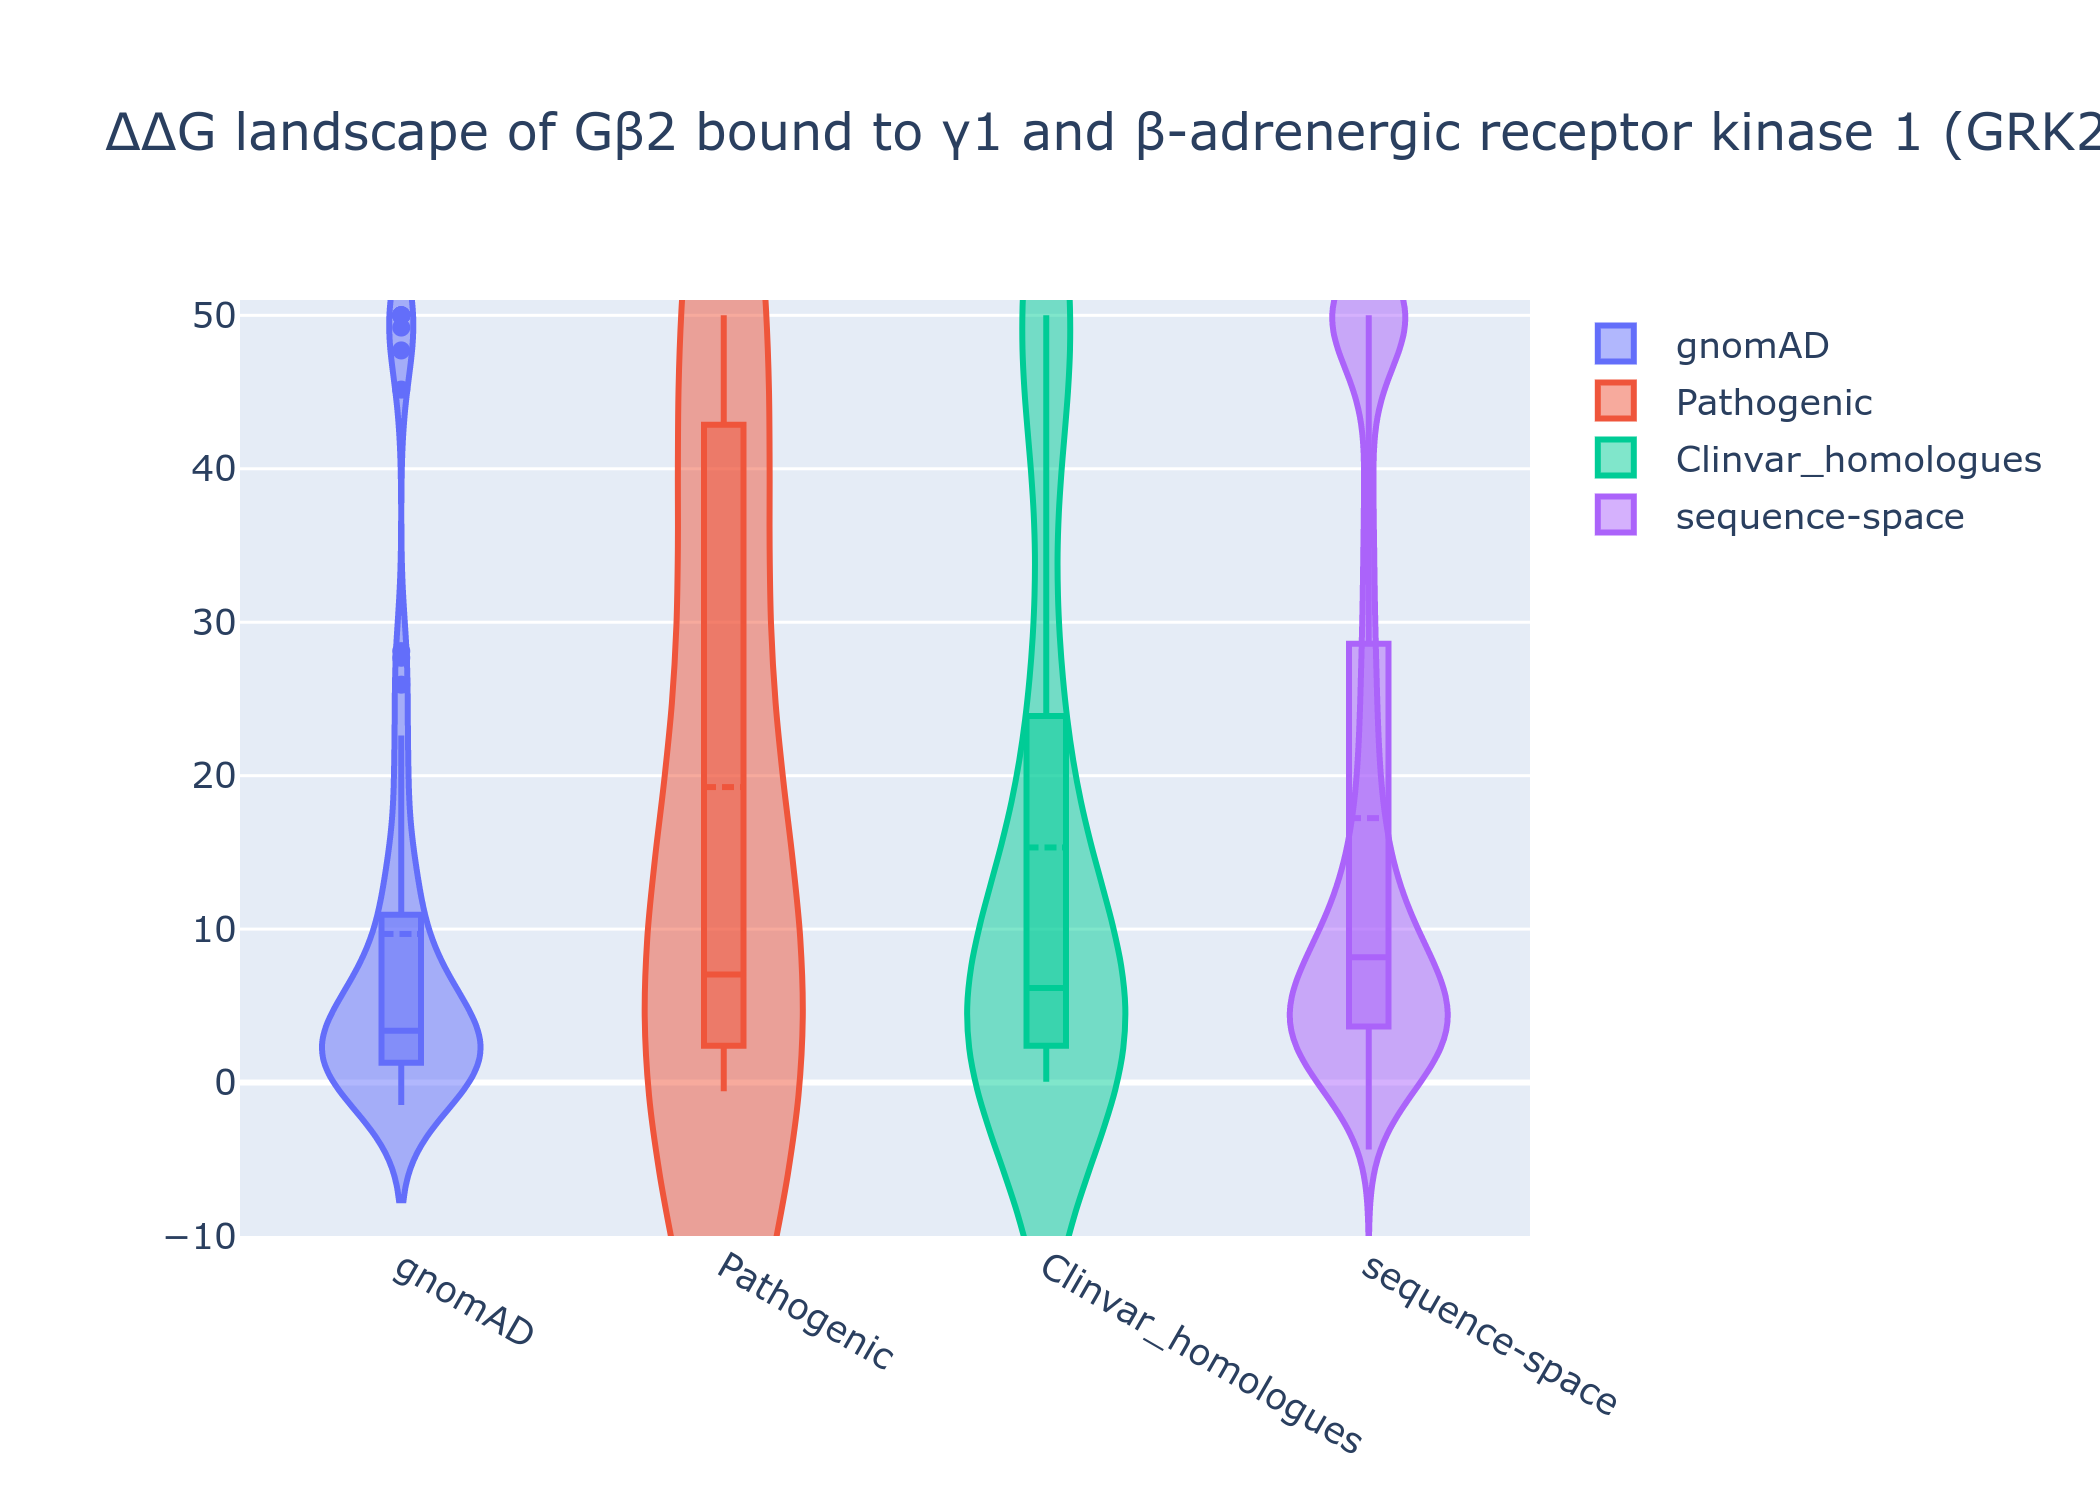 ΔΔG landscape of Gβ2 bound to γ1 and β-adrenergic receptor kinase 1 (GRK2
50
40
30
20
10
0
−10
gnomAD
Pathogenic
Clinvar_homologues
sequence-space
gnomAD
Pathogenic
Clinvar_homologues
sequence-space